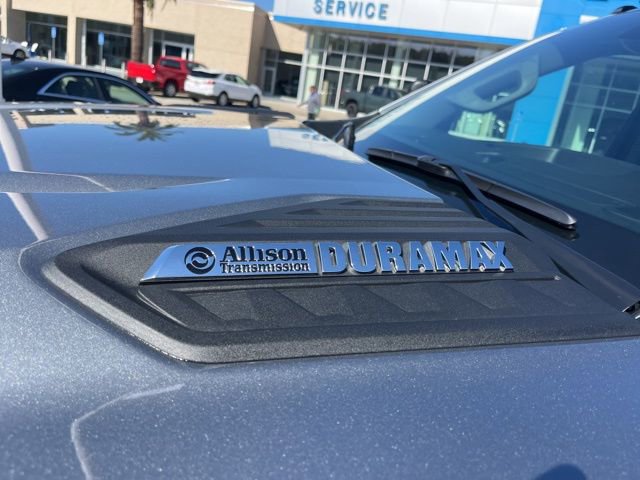 SERVICE
Allison DURAMAX
Transmission